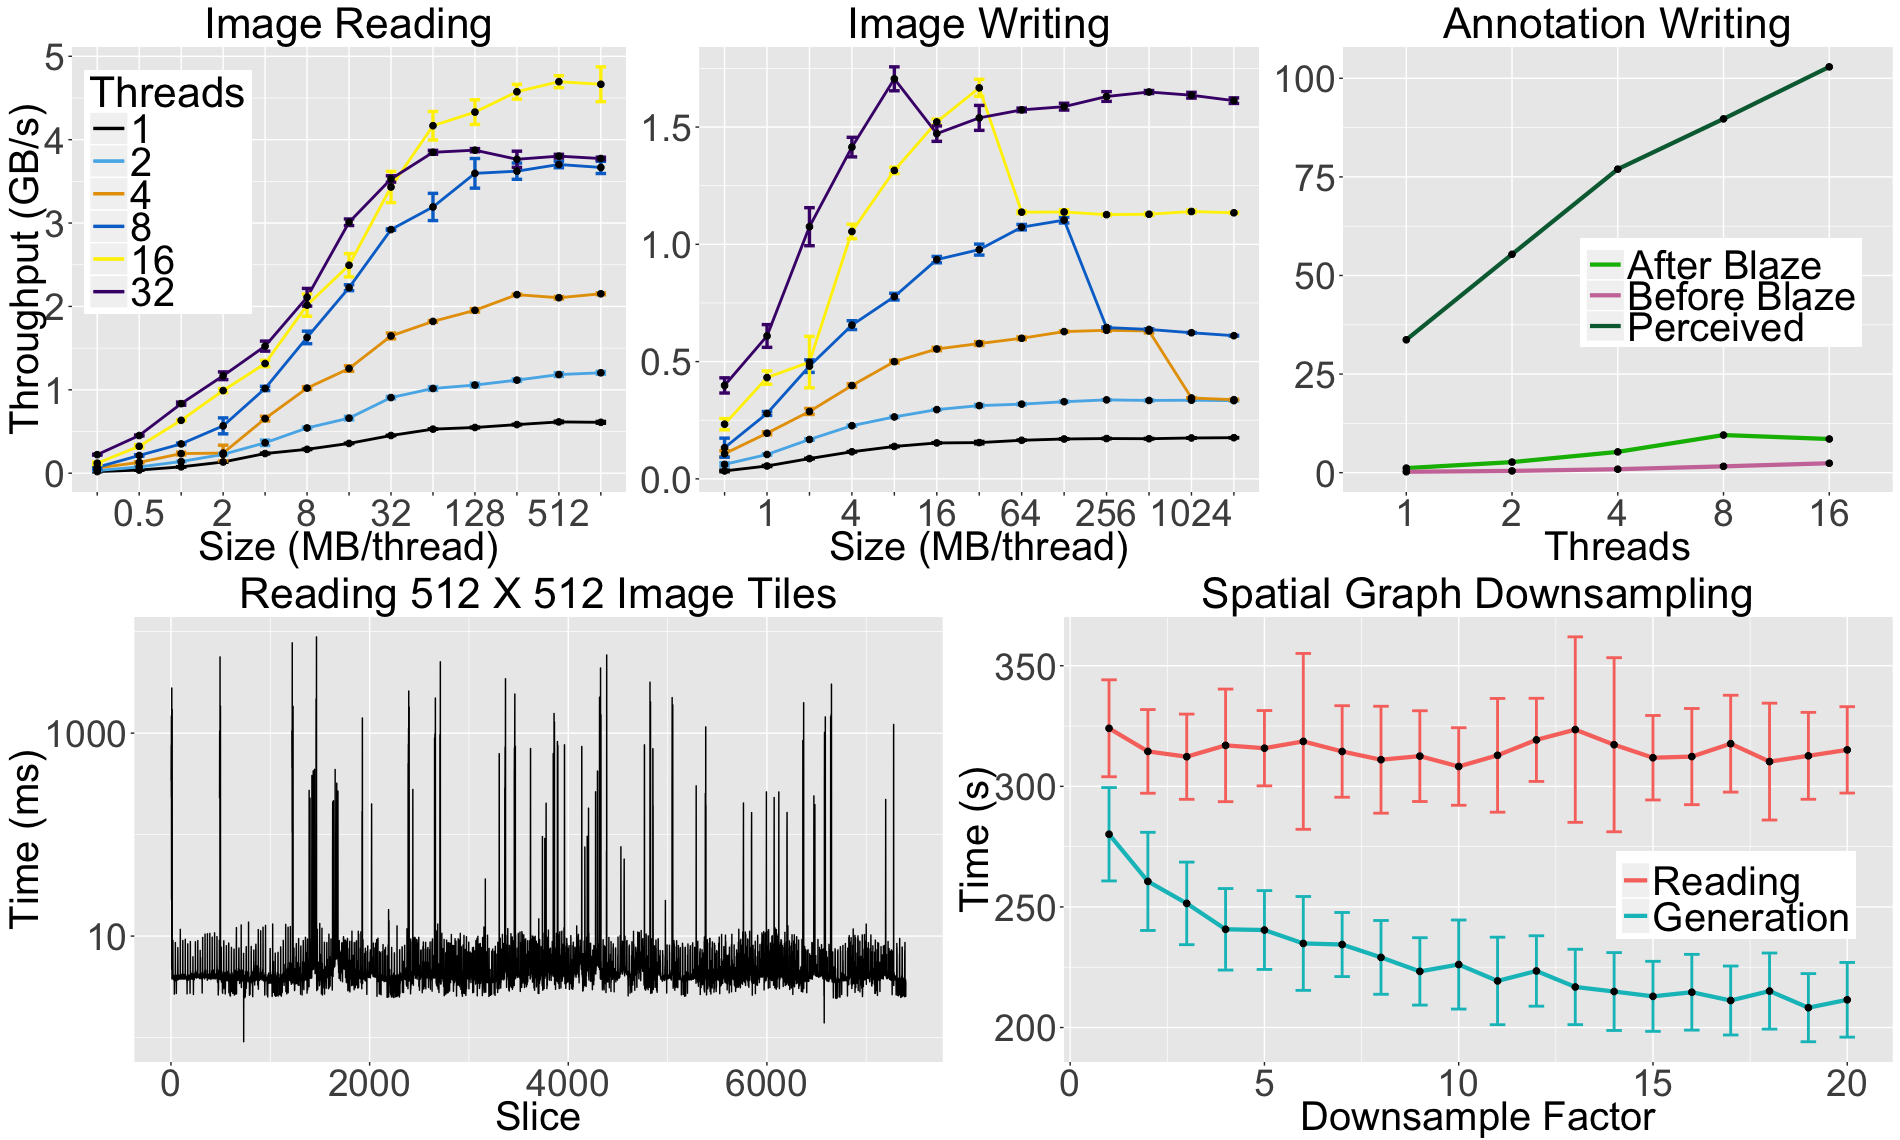 Image Reading
Throughput (GB/s)
5
4
3
2
1
0
Threads
1
2
4
8
16
32
0.5 2 8 32 128 512
Size (MB/thread)
Image Writing
1.5
1.0
0.5
0.0
1 4 16 64 256 1024
Size (MB/thread)
Annotation Writing
100
75
50
25
0
After Blaze
Before Blaze
Perceived
1 2 4 8 16
Threads
Reading 512 X 512 Image Tiles
Time (ms)
1000
10
0 2000 4000 6000
Slice
Spatial Graph Downsampling
Time (s)
350
300
250
200
Reading
Generation
0 5 10 15 20
Downsample Factor